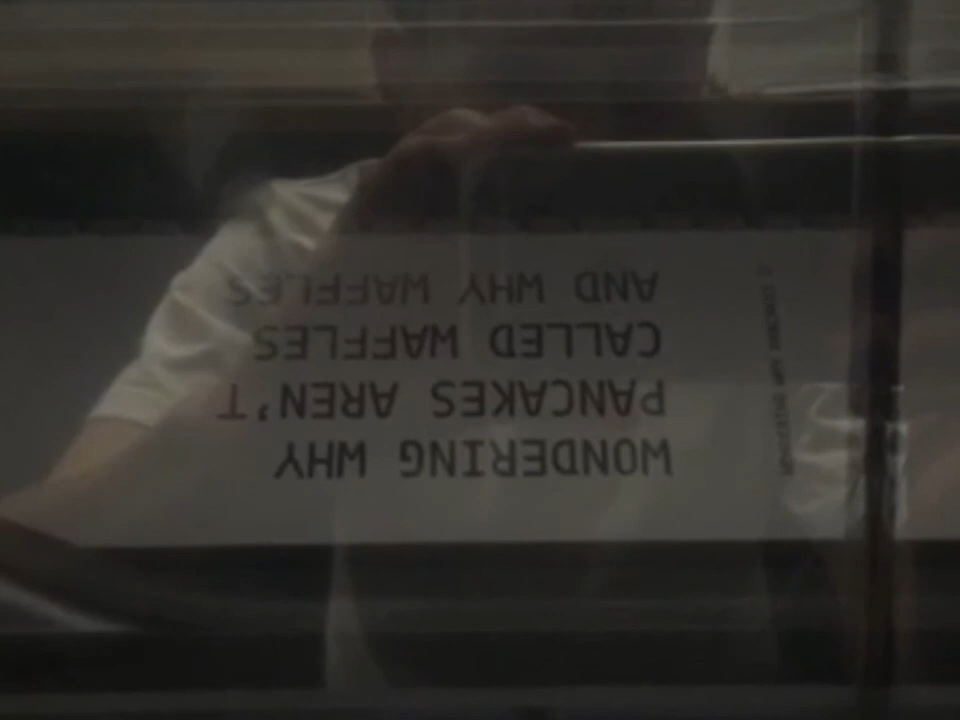 WONDERING WHY
PANCAKES AREN'T
CALLED WAFFLES
AND WHY WAFFLES